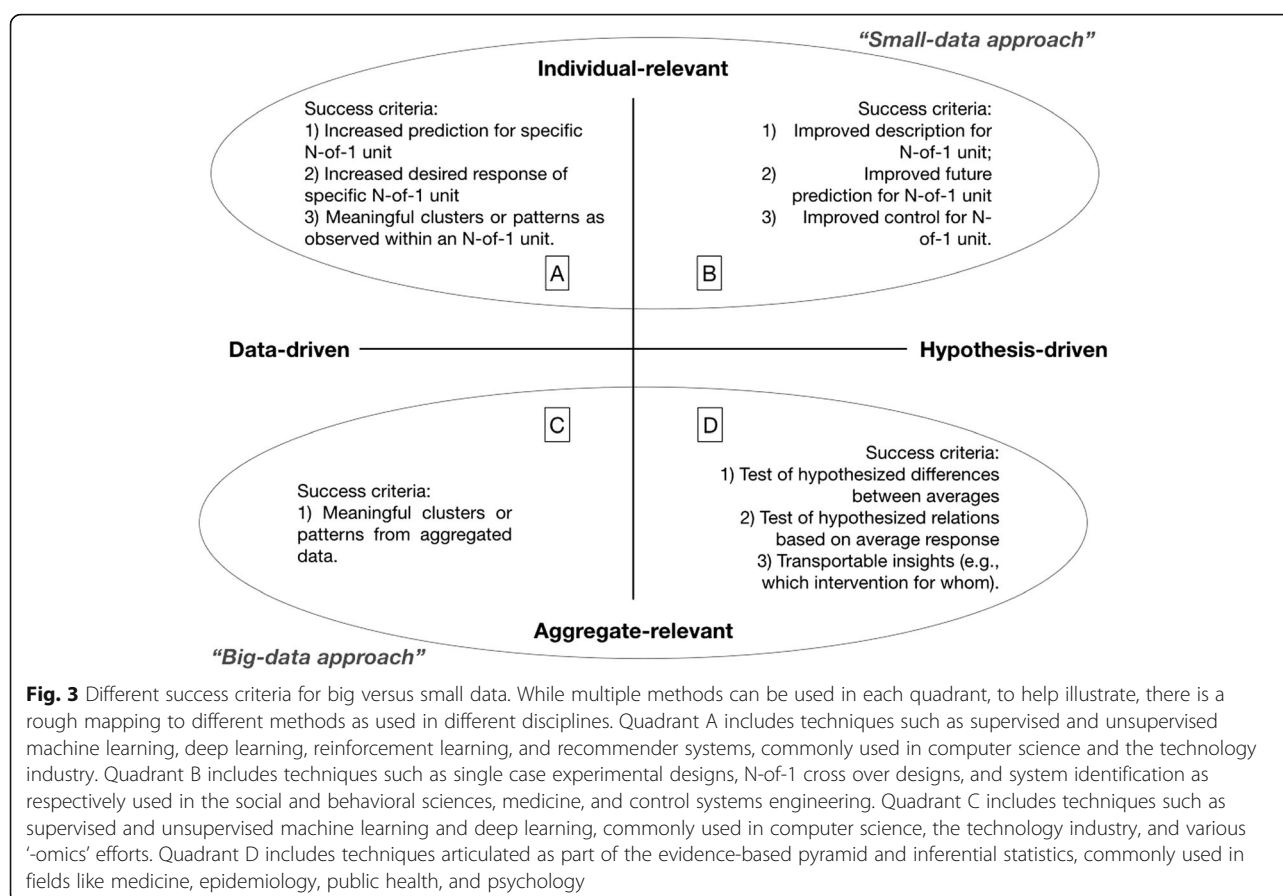 "Small-data approach"
Individual-relevant
Success criteria:
1) Increased prediction for specific
N-of-1 unit
2) Increased desired response of
specific N-of-1 unit
3) Meaningful clusters or patterns as
observed within an N-of-1 unit.
A
Success criteria:
1) Improved description for
N-of-1 unit;
2) Improved future
prediction for N-of-1 unit
3) Improved control for N-
of-1 unit.
B
Data-driven
Hypothesis-driven
C
Success criteria:
1) Meaningful clusters or
patterns from aggregated
data.
D
Success criteria:
1) Test of hypothesized differences
between averages
2) Test of hypothesized relations
based on average response
3) Transportable insights (e.g.,
which intervention for whom).
Aggregate-relevant
"Big-data approach"
Fig. 3 Different success criteria for big versus small data. While multiple methods can be used in each quadrant, to help illustrate, there is a
rough mapping to different methods as used in different disciplines. Quadrant A includes techniques such as supervised and unsupervised
machine learning, deep learning, reinforcement learning, and recommender systems, commonly used in computer science and the technology
industry. Quadrant B includes techniques such as single case experimental designs, N-of-1 cross over designs, and system identification as
respectively used in the social and behavioral sciences, medicine, and control systems engineering. Quadrant C includes techniques such as
supervised and unsupervised machine learning and deep learning, commonly used in computer science, the technology industry, and various
'-omics' efforts. Quadrant D includes techniques articulated as part of the evidence-based pyramid and inferential statistics, commonly used in
fields like medicine, epidemiology, public health, and psychology